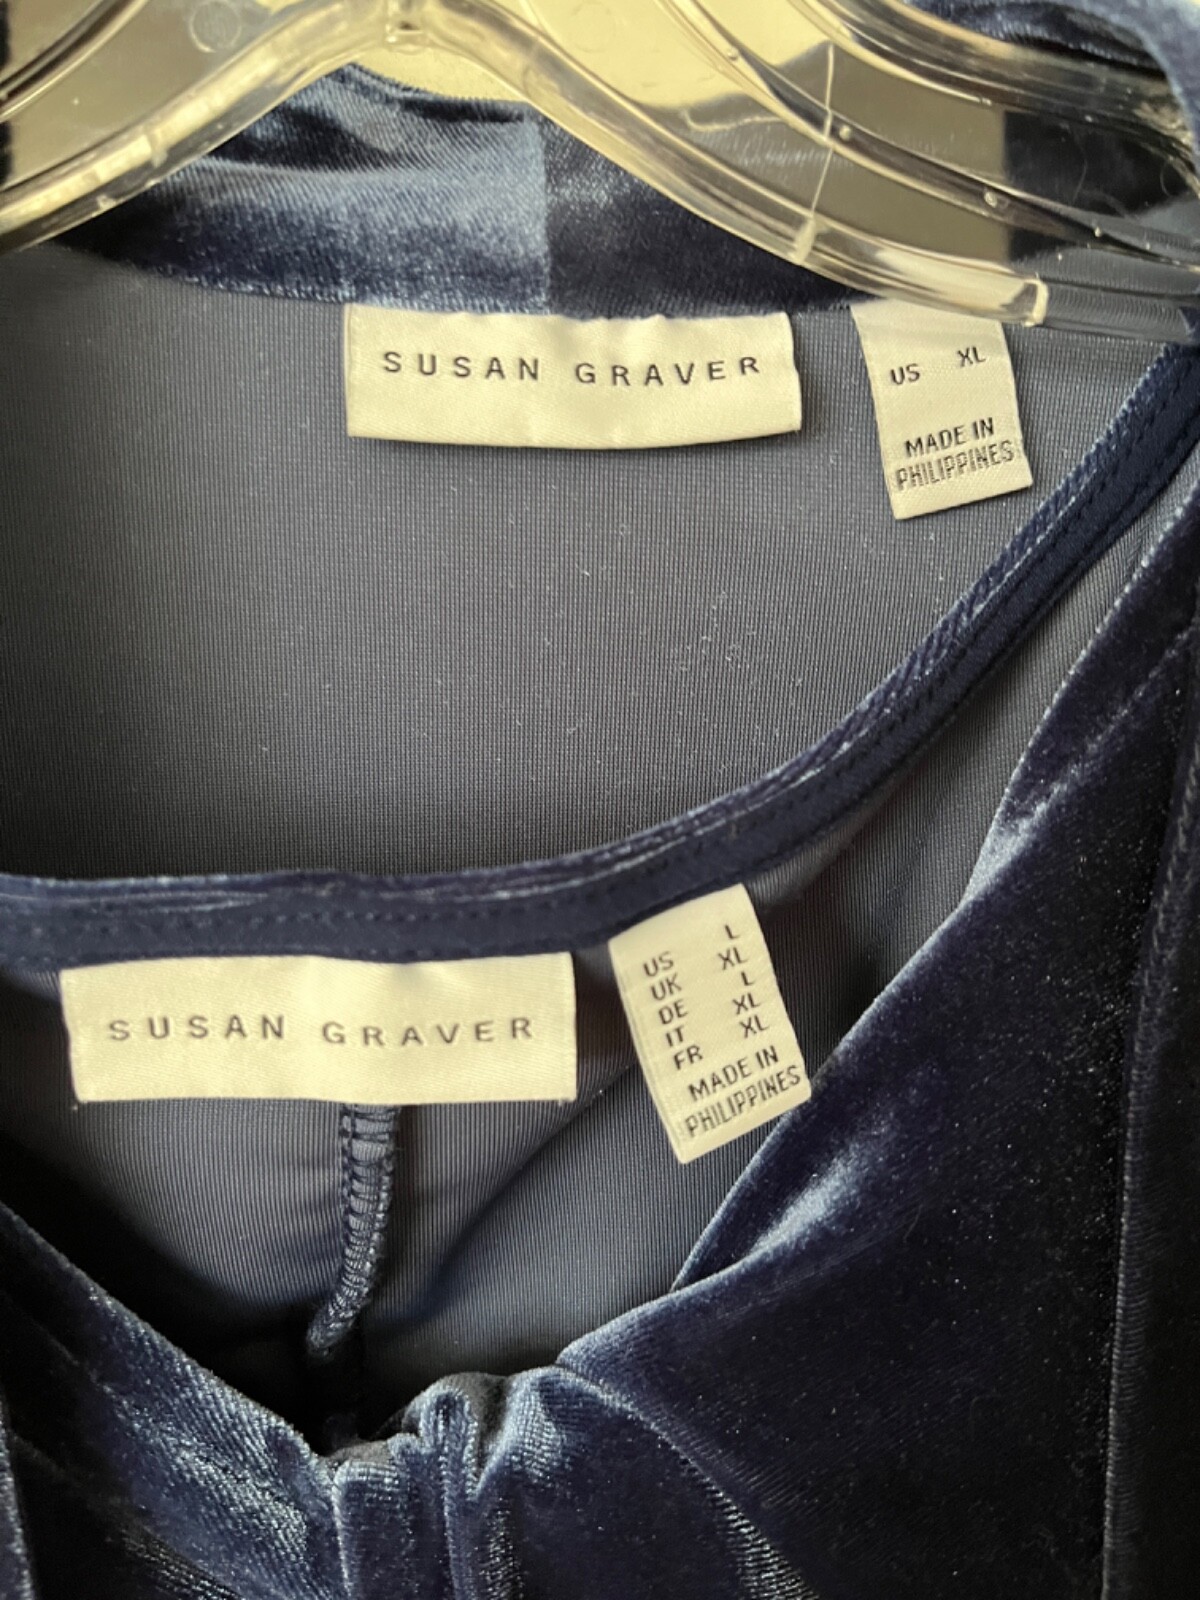 SUSAN GRAVER
US XL
MADE IN
PHILIPPINES
SUSAN GRAVER
US L
UK XL
DE L
IT XL
FR XL
MADE IN
PHILIPPINES